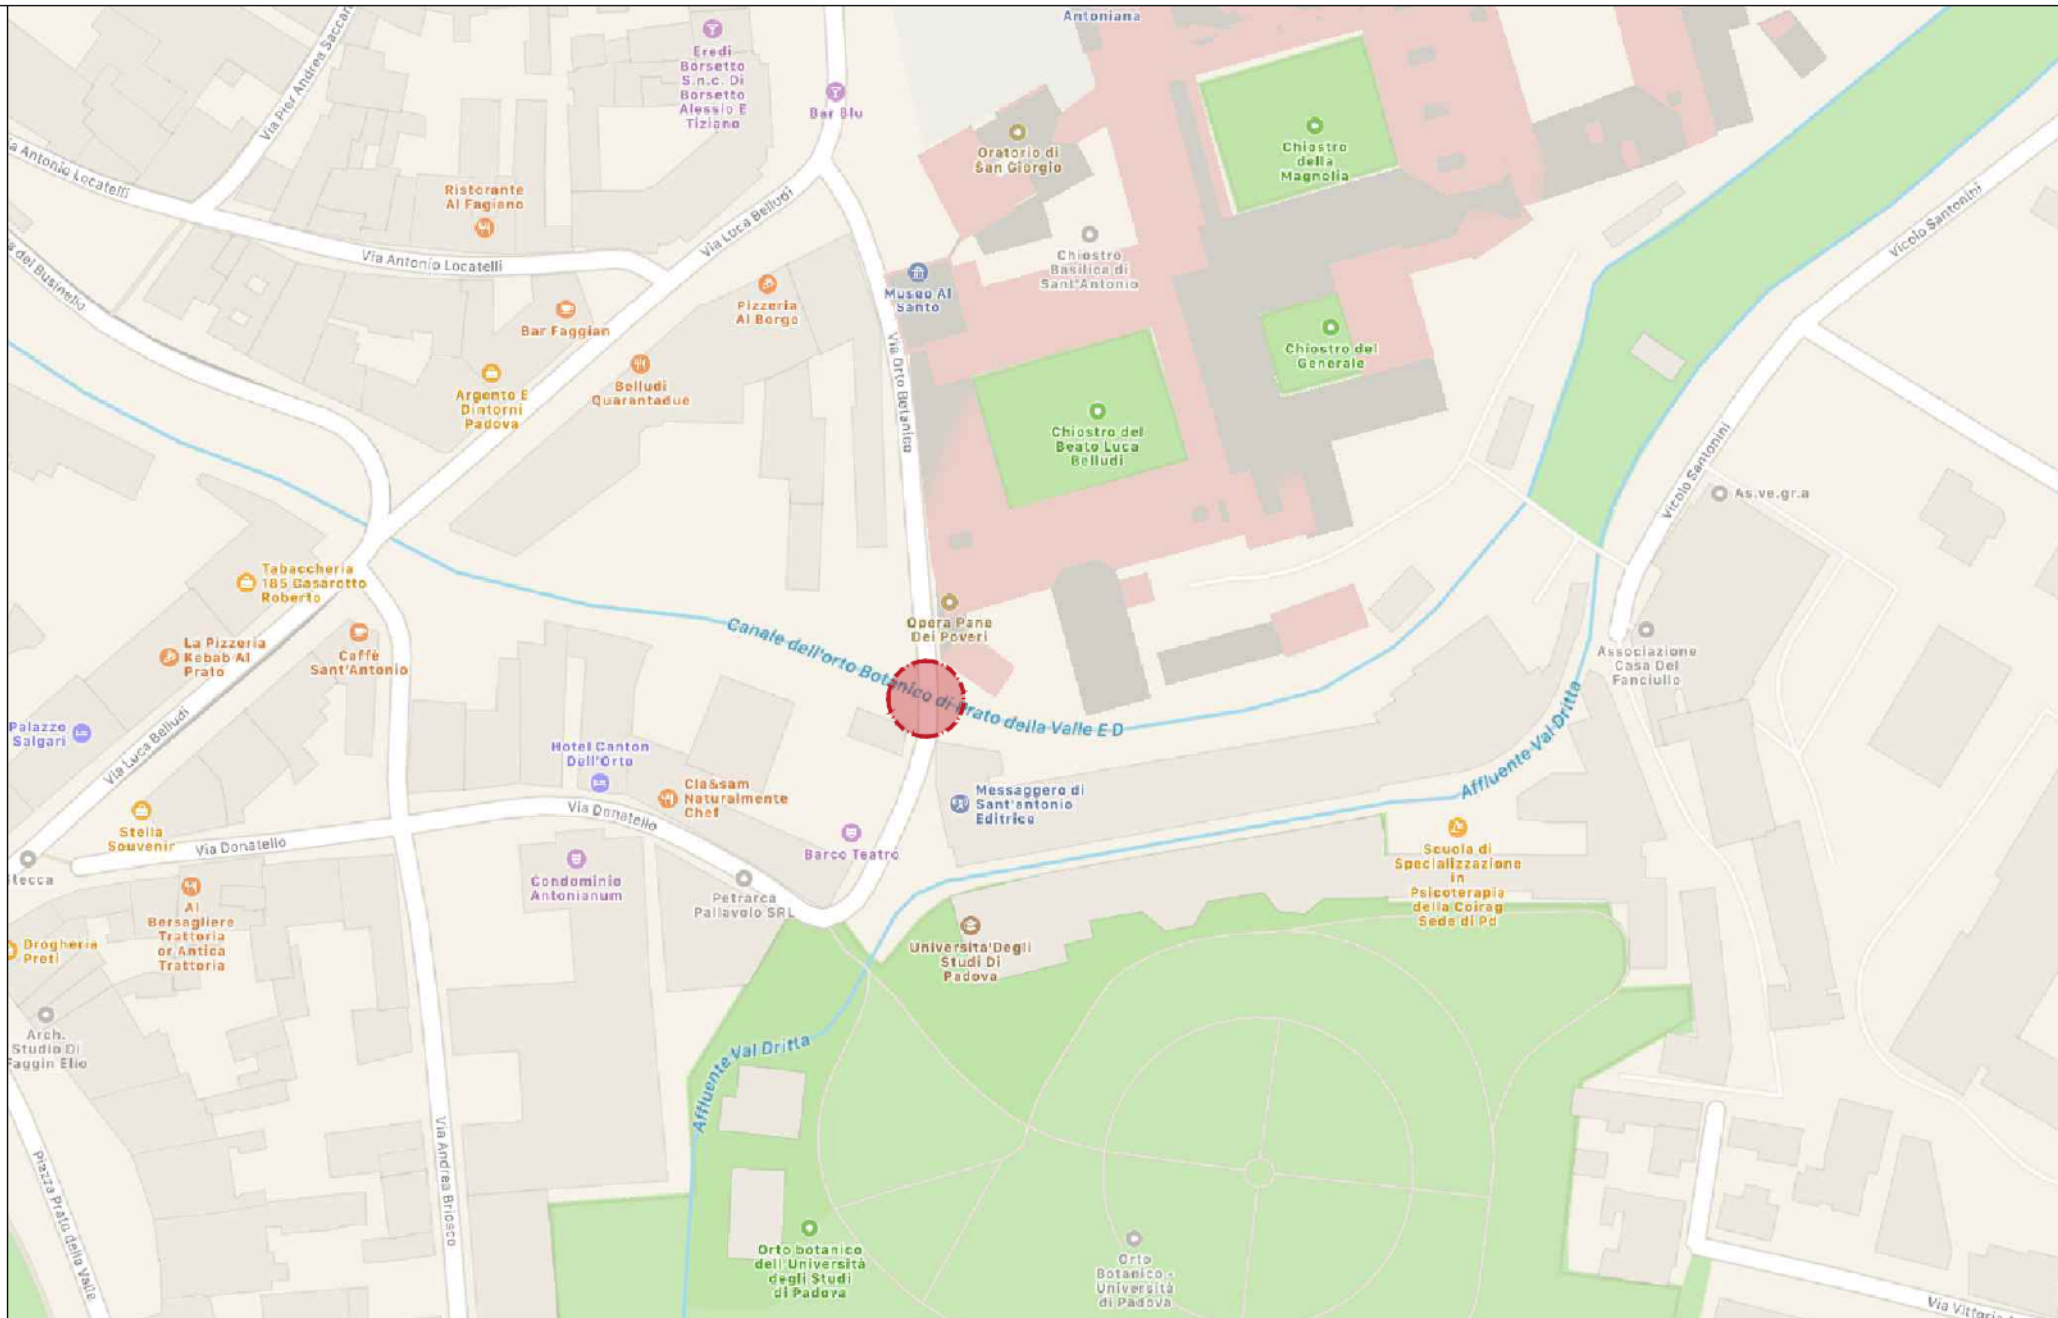 Antoniana
Via Pier Andrea Saccar
Eredi
Borsetto
S.n.c. Di
Borsetto
Alessio E
Tiziano
Bar Blu
Oratorio di
San Giorgio
Chiostro
della
Magnolia
a Antonio Locatelli
Ristorante
Al Fagiano
Via Luca Belludi
Vicolo Santonini
Via Antonio Locatelli
a del Businello
Chiostro
Basilica di
Sant'Antonio
Museo Al
Santo
Pizzeria
Al Borgo
Bar Faggian
Via Orto Botanico
Chiostro del
Generale
Argento E
Dintorni
Padova
Belludi
Quarantadue
Chiostro del
Beato Luca
Belludi
Vicolo Santonini
As.ve.gr.a
Tabaccheria
185 Gasarotto
Roberto
Opera Pane
Dei Poveri
La Pizzeria
Kebab Al
Prato
Caffè
Sant'Antonio
Canale dell'orto Botanico di Prato della Valle E D
Associazione
Casa Del
Fanciullo
Palazzo
Salgari
Via Luca Belludi
Hotel Canton
Dell'Orto
Affluente Val Dritta
Cla&sam
Naturalmente
Chef
Messaggero di
Sant'antonio
Editrice
Via Donatello
Stella
Souvenir
Via Donatello
Barco Teatro
Scuola di
Specializzazione
in
Psicoterapia
della Coirag
Sede di Pd
Stecca
Condominio
Antonianum
Petrarca
Pallavolo SRL
Al
Bersagliere
Trattoria
or Antica
Trattoria
Drogheria
Preti
Universita'Degli
Studi Di
Padova
Arch.
Studio Di
Faggin Elio
Affluente Val Dritta
Via Andrea Briosco
Piazza Prato della Valle
Orto botanico
dell'Università
degli Studi
di Padova
Orto
Botanico -
Università
di Padova